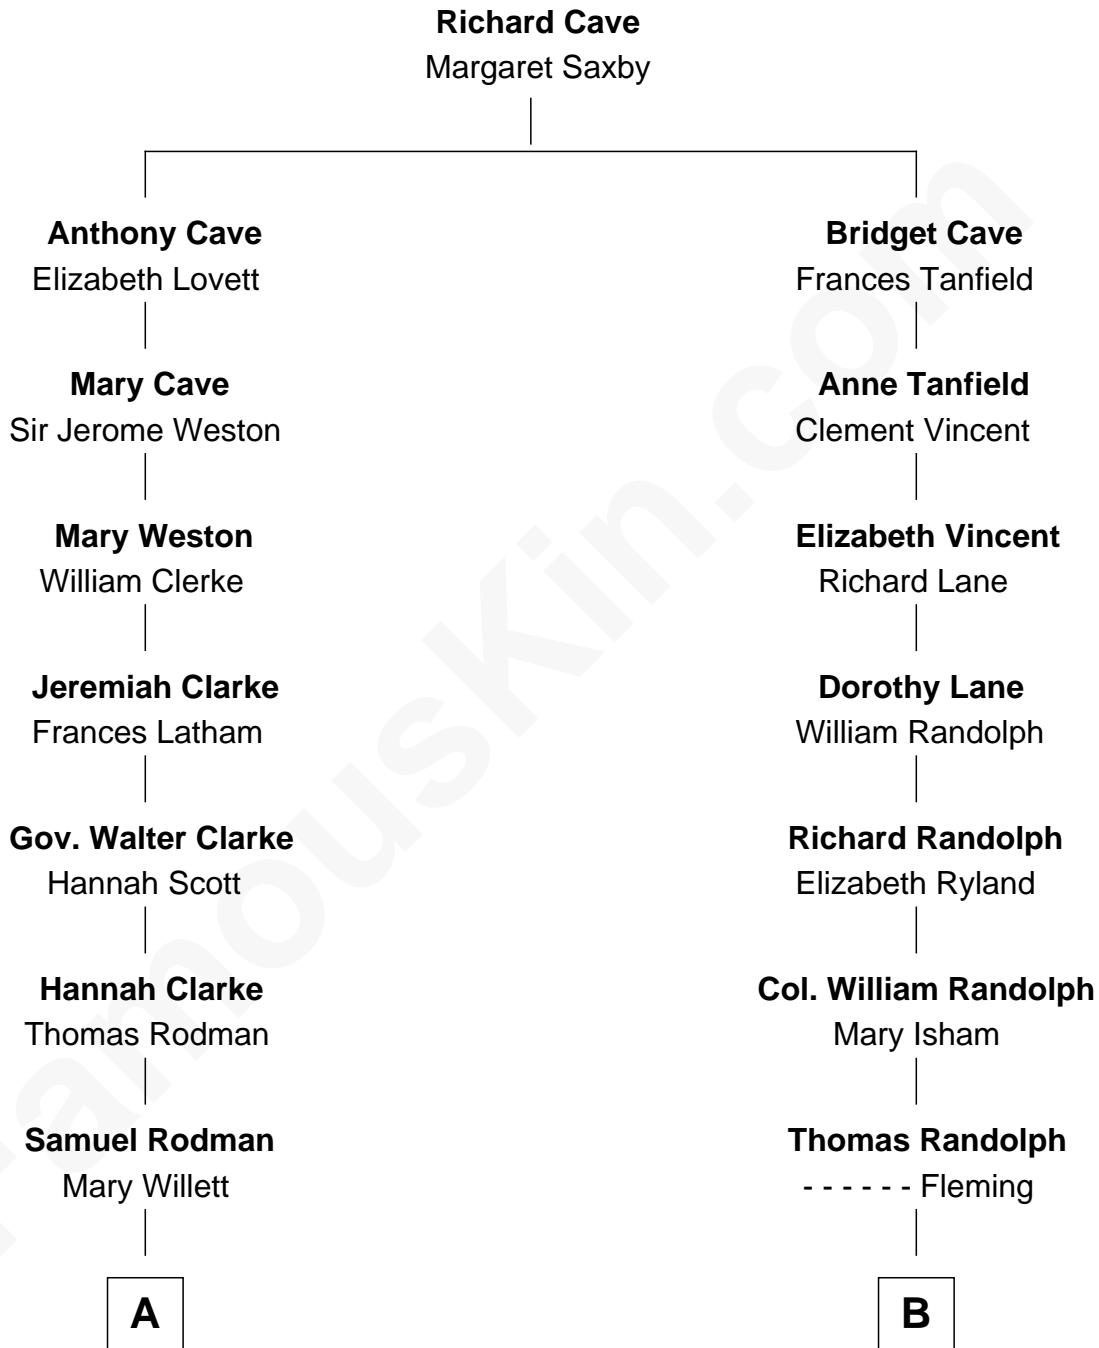 Richard Cave
Margaret Saxby
Anthony Cave
Elizabeth Lovett
Mary Cave
Sir Jerome Weston
Mary Weston
William Clerke
Jeremiah Clarke
Frances Latham
Gov. Walter Clarke
Hannah Scott
Hannah Clarke
Thomas Rodman
Samuel Rodman
Mary Willett
A
Bridget Cave
Frances Tanfield
Anne Tanfield
Clement Vincent
Elizabeth Vincent
Richard Lane
Dorothy Lane
William Randolph
Richard Randolph
Elizabeth Ryland
Col. William Randolph
Mary Isham
Thomas Randolph
- - - - - - Fleming
B
FamousKin.com